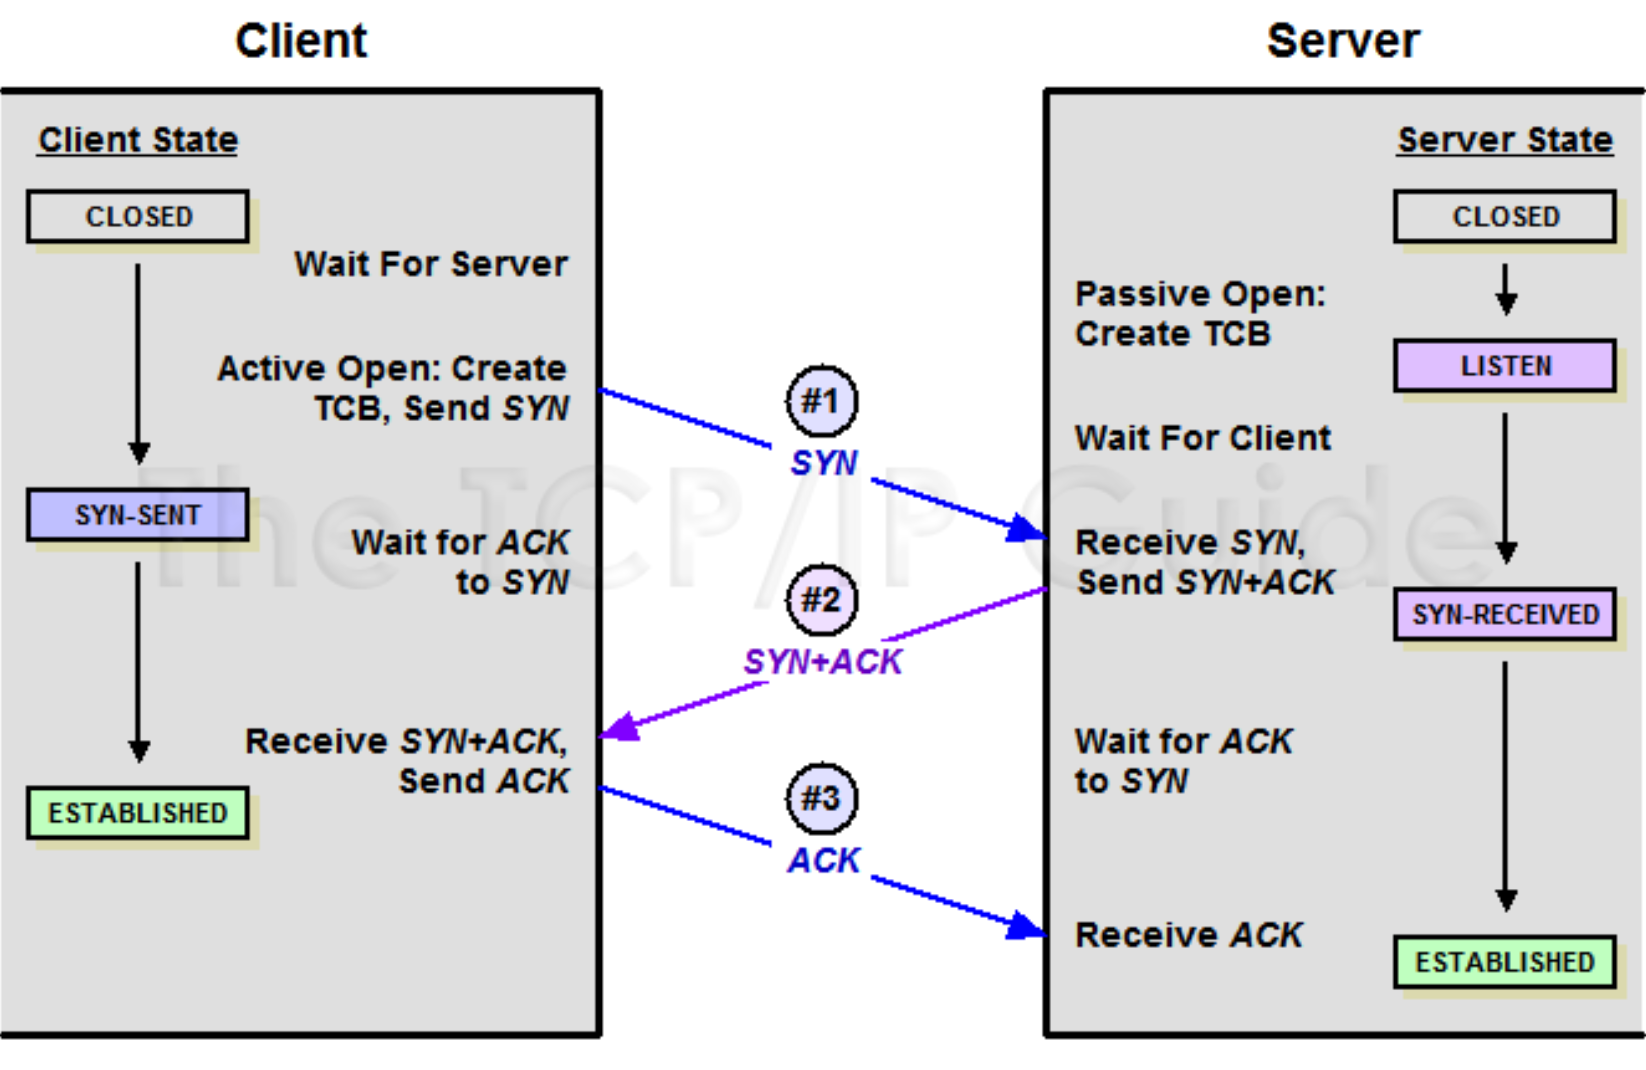 Client
Server
Client State
CLOSED
Wait For Server
Active Open: Create
TCB, Send SYN
SYN-SENT
Wait for ACK
to SYN
Receive SYN+ACK,
Send ACK
ESTABLISHED
#1
SYN
#2
SYN+ACK
#3
ACK
Server State
CLOSED
Passive Open:
Create TCB
LISTEN
Wait For Client
Receive SYN,
Send SYN+ACK
SYN-RECEIVED
Wait for ACK
to SYN
Receive ACK
ESTABLISHED
The TCP/IP Guide